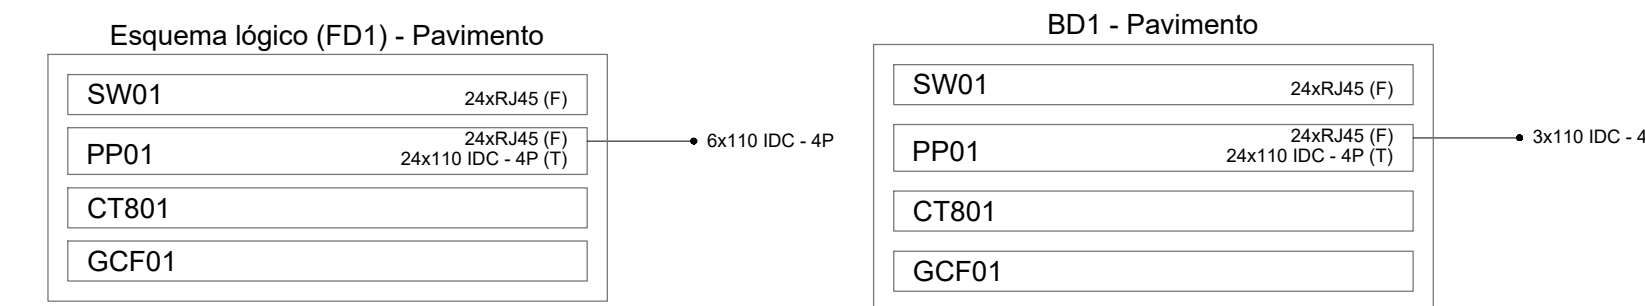 Esquema lógico (FD1) - Pavimento
SW01 24xRJ45 (F)
PP01 24xRJ45 (F)
24x110 IDC - 4P (T)
6x110 IDC - 4P
CT801
GCF01
BD1 - Pavimento
SW01 24xRJ45 (F)
PP01 24xRJ45 (F)
24x110 IDC - 4P (T)
3x110 IDC - 4
CT801
GCF01